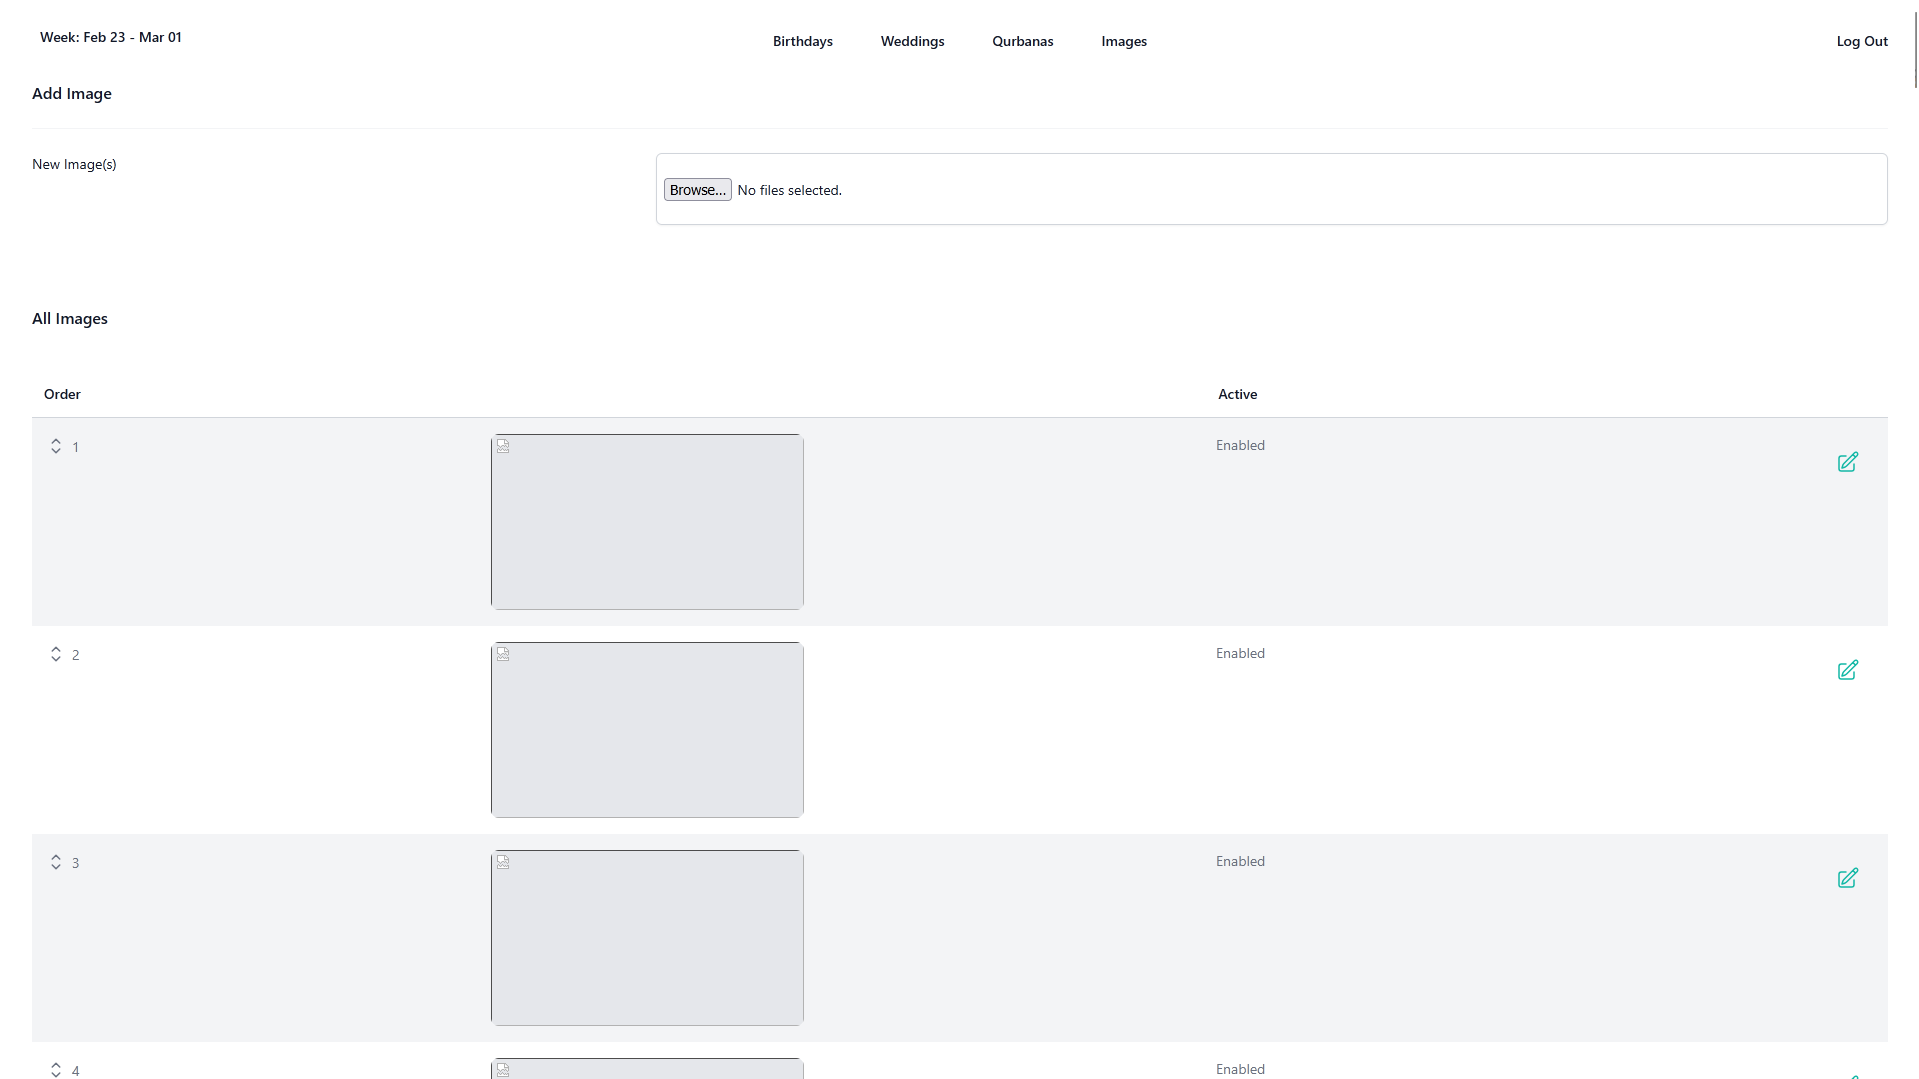 Week: Feb 23 - Mar 01
Birthdays
Weddings
Qurbanas
Images
Log Out
Add Image
New Image(s)
Browse... No files selected.
All Images
Order
Active
1
Enabled
2
Enabled
3
Enabled
4
Enabled